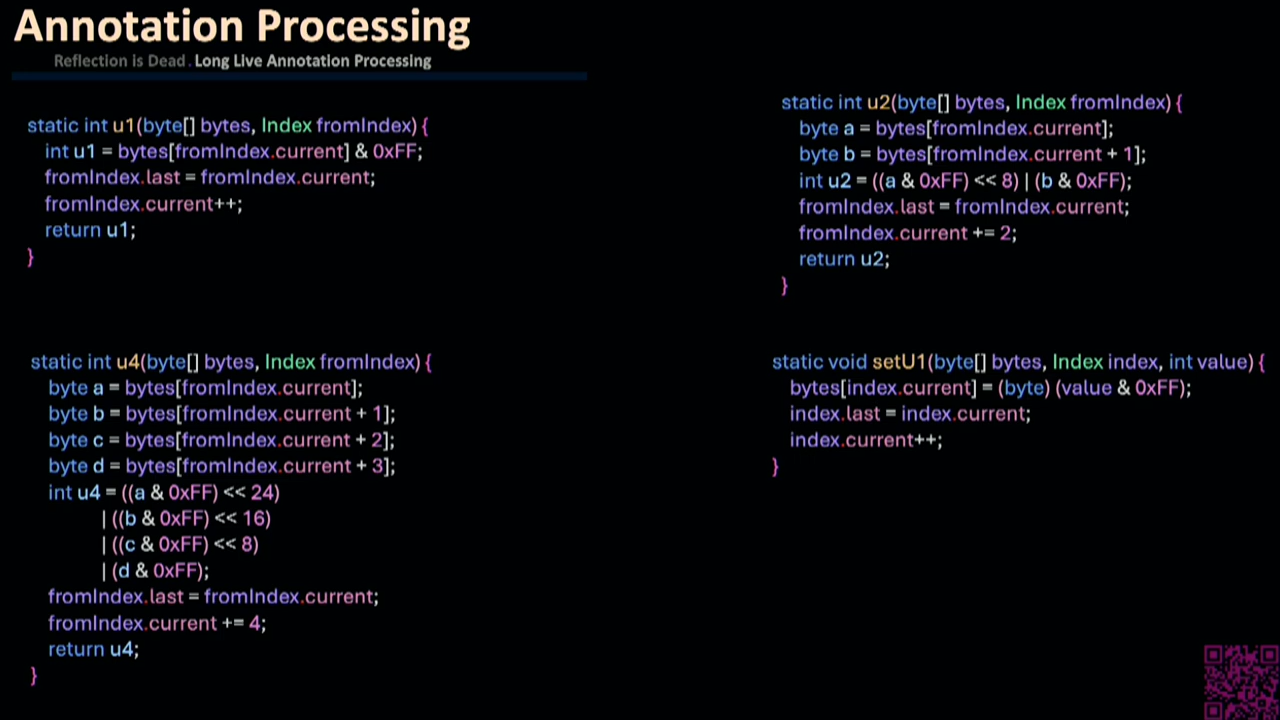 Annotation Processing
Reflection is Dead. Long Live Annotation Processing
static int u1(byte[] bytes, Index fromIndex) {
int u1 = bytes[fromIndex.current] & 0xFF;
fromIndex.last = fromIndex.current;
fromIndex.current++;
return u1;
}
static int u2(byte[] bytes, Index fromIndex) {
byte a = bytes[fromIndex.current];
byte b = bytes[fromIndex.current + 1];
int u2 = ((a & 0xFF) << 8) | (b & 0xFF);
fromIndex.last = fromIndex.current;
fromIndex.current += 2;
return u2;
}
static int u4(byte[] bytes, Index fromIndex) {
byte a = bytes[fromIndex.current];
byte b = bytes[fromIndex.current + 1];
byte c = bytes[fromIndex.current + 2];
byte d = bytes[fromIndex.current + 3];
int u4 = ((a & 0xFF) << 24)
| ((b & 0xFF) << 16)
| ((c & 0xFF) << 8)
| (d & 0xFF);
fromIndex.last = fromIndex.current;
fromIndex.current += 4;
return u4;
}
static void setU1(byte[] bytes, Index index, int value) {
bytes[index.current] = (byte) (value & 0xFF);
index.last = index.current;
index.current++;
}